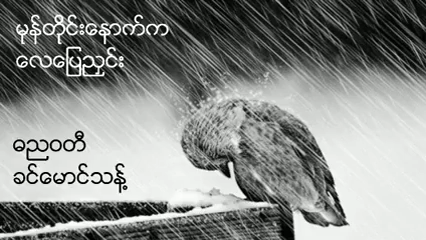 မုန်တိုင်းနောက်က
လေပြေညှင်း
ဓညဝတီ
ခင်မောင်သန့်